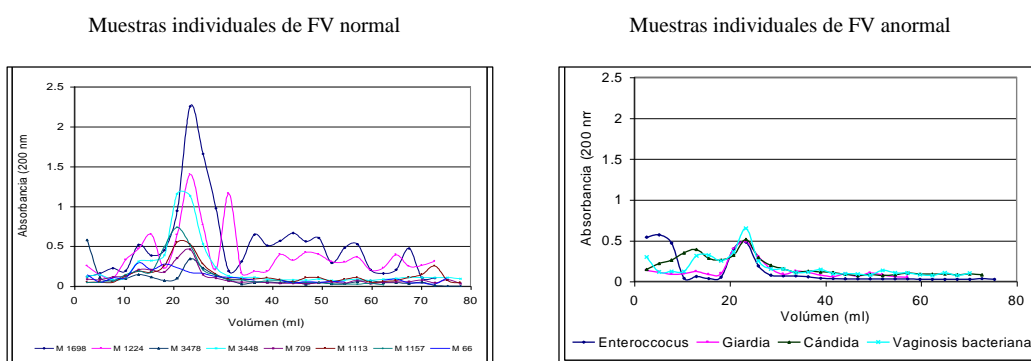 Muestras individuales de FV normal
Muestras individuales de FV anormal
2.5
2
1.5
1
0.5
0
Absorbancia (200 nm
0 10 20 30 40 50 60 70 80
Volúmen (ml)
M 1698 M 1224 M 3478 M 3448 M 709 M 1113 M 1157 M 66
2.5
2
1.5
1
0.5
0
Absorbancia (200 nm
0 20 40 60 80
Volúmen (ml)
Enteroccocus Giardia Cándida Vaginosis bacteriana